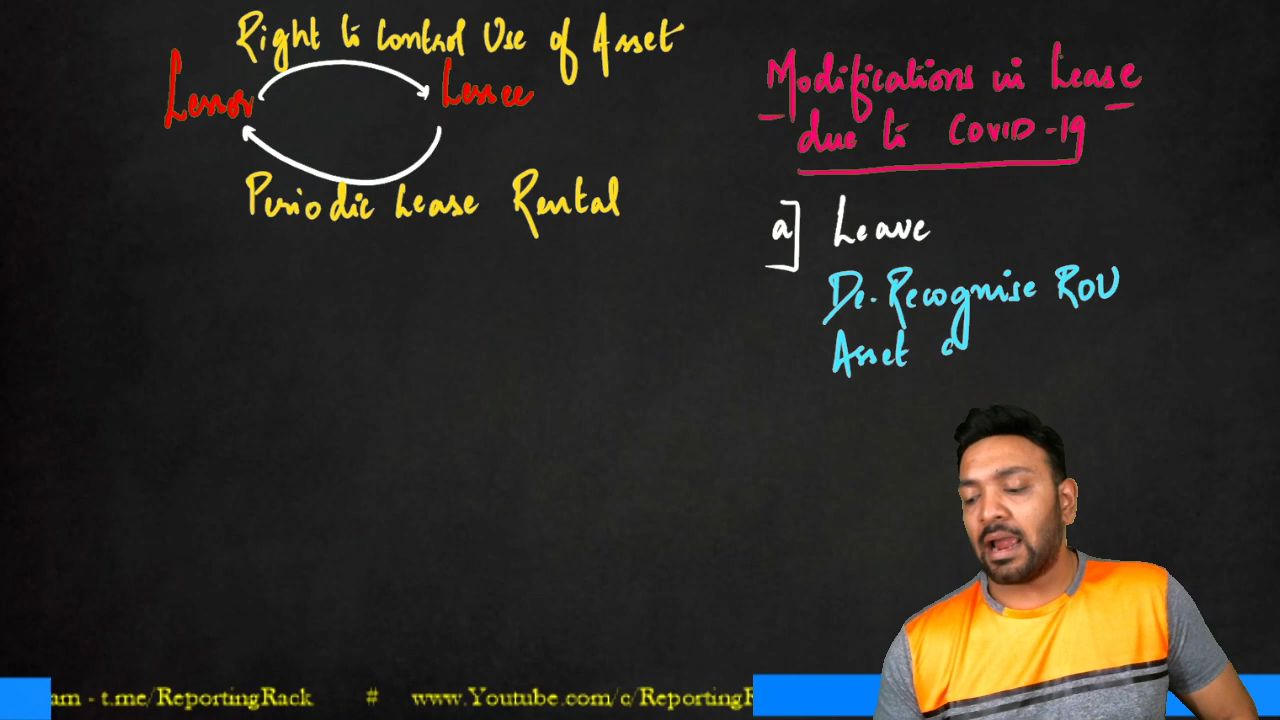 Right to Control Use of Asset
Lessor
Lessee
Periodic Lease Rental
Modifications in Lease
due to COVID-19
a] Leave
De-Recognise ROU
Asset
am - t.me/ReportingRack # www.Youtube.com/c/Reporting